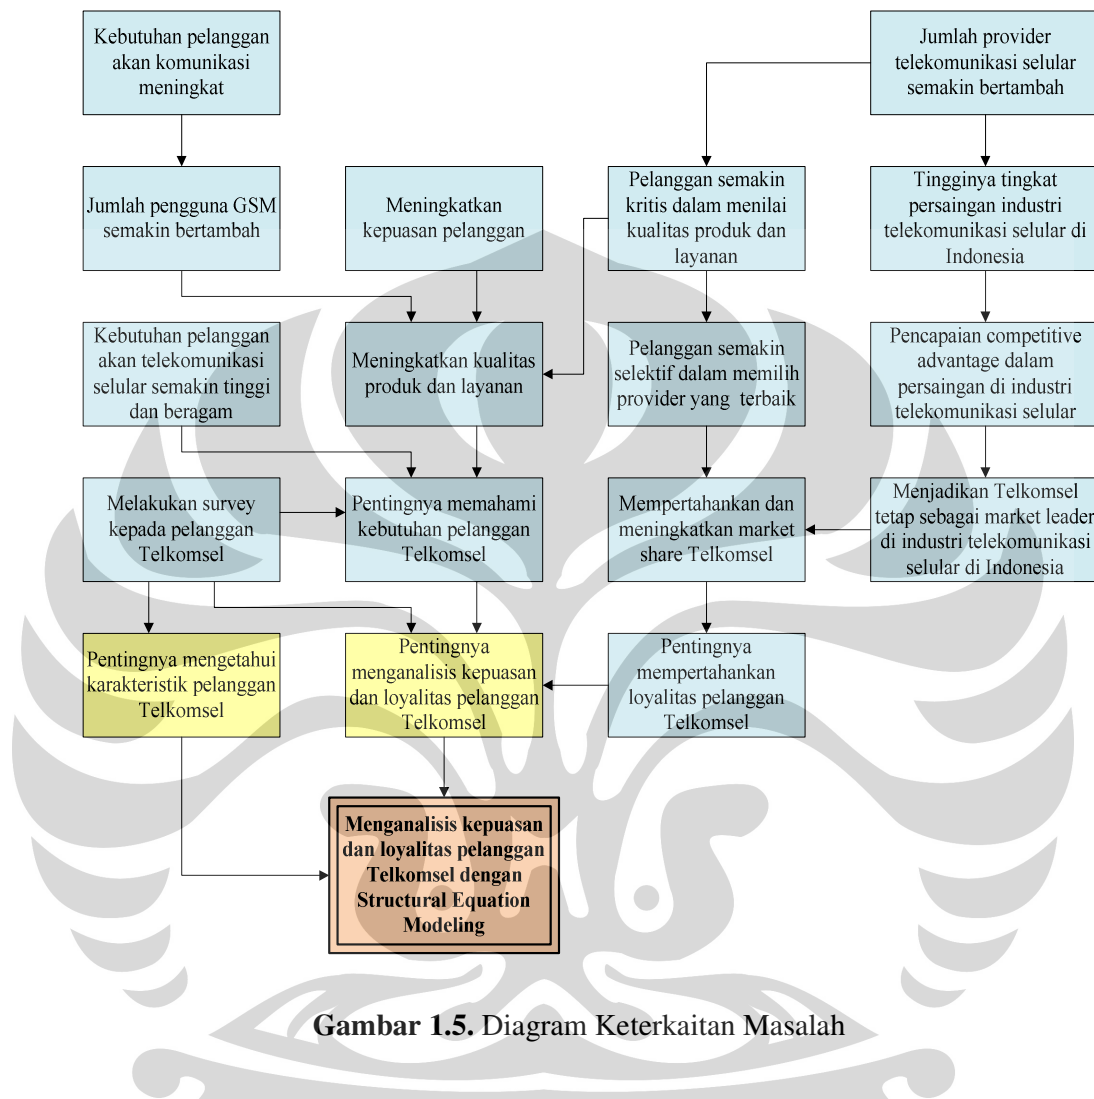 Kebutuhan pelanggan
akan komunikasi
meningkat
Jumlah provider
telekomunikasi selular
semakin bertambah
Jumlah pengguna GSM
semakin bertambah
Meningkatkan
kepuasan pelanggan
Pelanggan semakin
kritis dalam menilai
kualitas produk dan
layanan
Tingginya tingkat
persaingan industri
telekomunikasi selular di
Indonesia
Kebutuhan pelanggan
akan telekomunikasi
selular semakin tinggi
dan beragam
Meningkatkan kualitas
produk dan layanan
Pelanggan semakin
selektif dalam memilih
provider yang terbaik
Pencapaian competitive
advantage dalam
persaingan di industri
telekomunikasi selular
Melakukan survey
kepada pelanggan
Telkomsel
Pentingnya memahami
kebutuhan pelanggan
Telkomsel
Mempertahankan dan
meningkatkan market
share Telkomsel
Menjadikan Telkomsel
tetap sebagai market leader
di industri telekomunikasi
selular di Indonesia
Pentingnya mengetahui
karakteristik pelanggan
Telkomsel
Pentingnya
menganalisis kepuasan
dan loyalitas pelanggan
Telkomsel
Pentingnya
mempertahankan
loyalitas pelanggan
Telkomsel
Menganalisis kepuasan
dan loyalitas pelanggan
Telkomsel dengan
Structural Equation
Modeling
Gambar 1.5. Diagram Keterkaitan Masalah